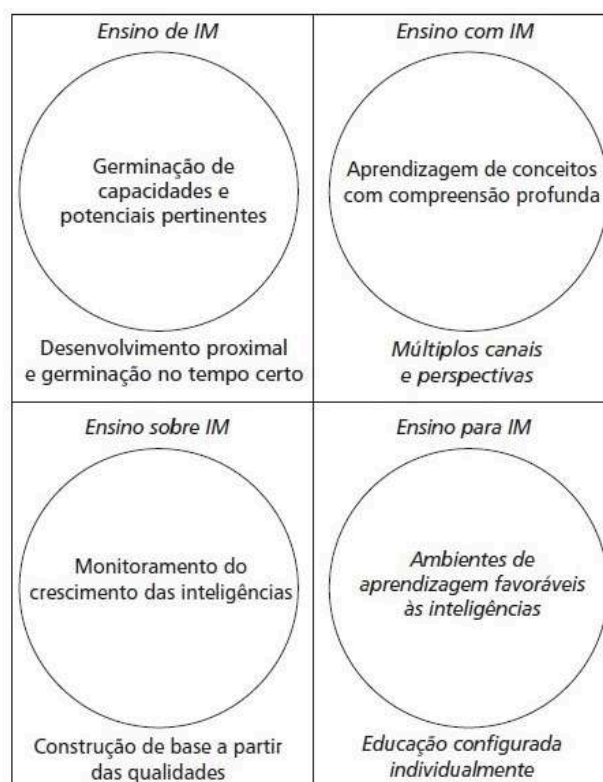 Ensino de IM
Germinação de
capacidades e
potenciais pertinentes
Desenvolvimento proximal
e germinação no tempo certo
Ensino com IM
Aprendizagem de conceitos
com compreensão profunda
Múltiplos canais
e perspectivas
Ensino sobre IM
Monitoramento do
crescimento das inteligências
Construção de base a partir
das qualidades
Ensino para IM
Ambientes de
aprendizagem favoráveis
às inteligências
Educação configurada
individualmente